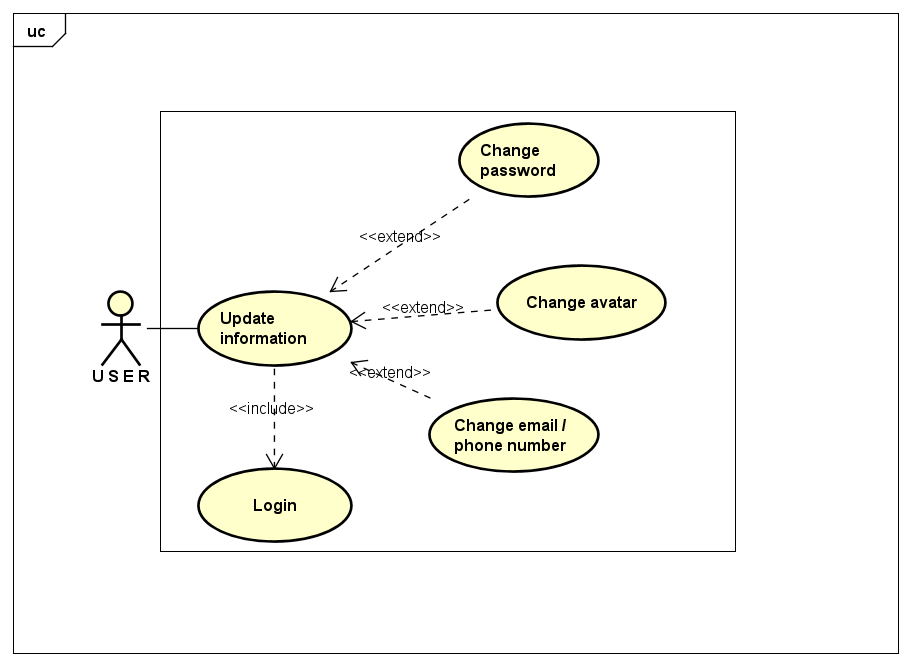 uc
Change
password
<<extend>>
Change avatar
<<extend>>
Update
information
USER
<<extend>>
<<include>>
Change email /
phone number
Login